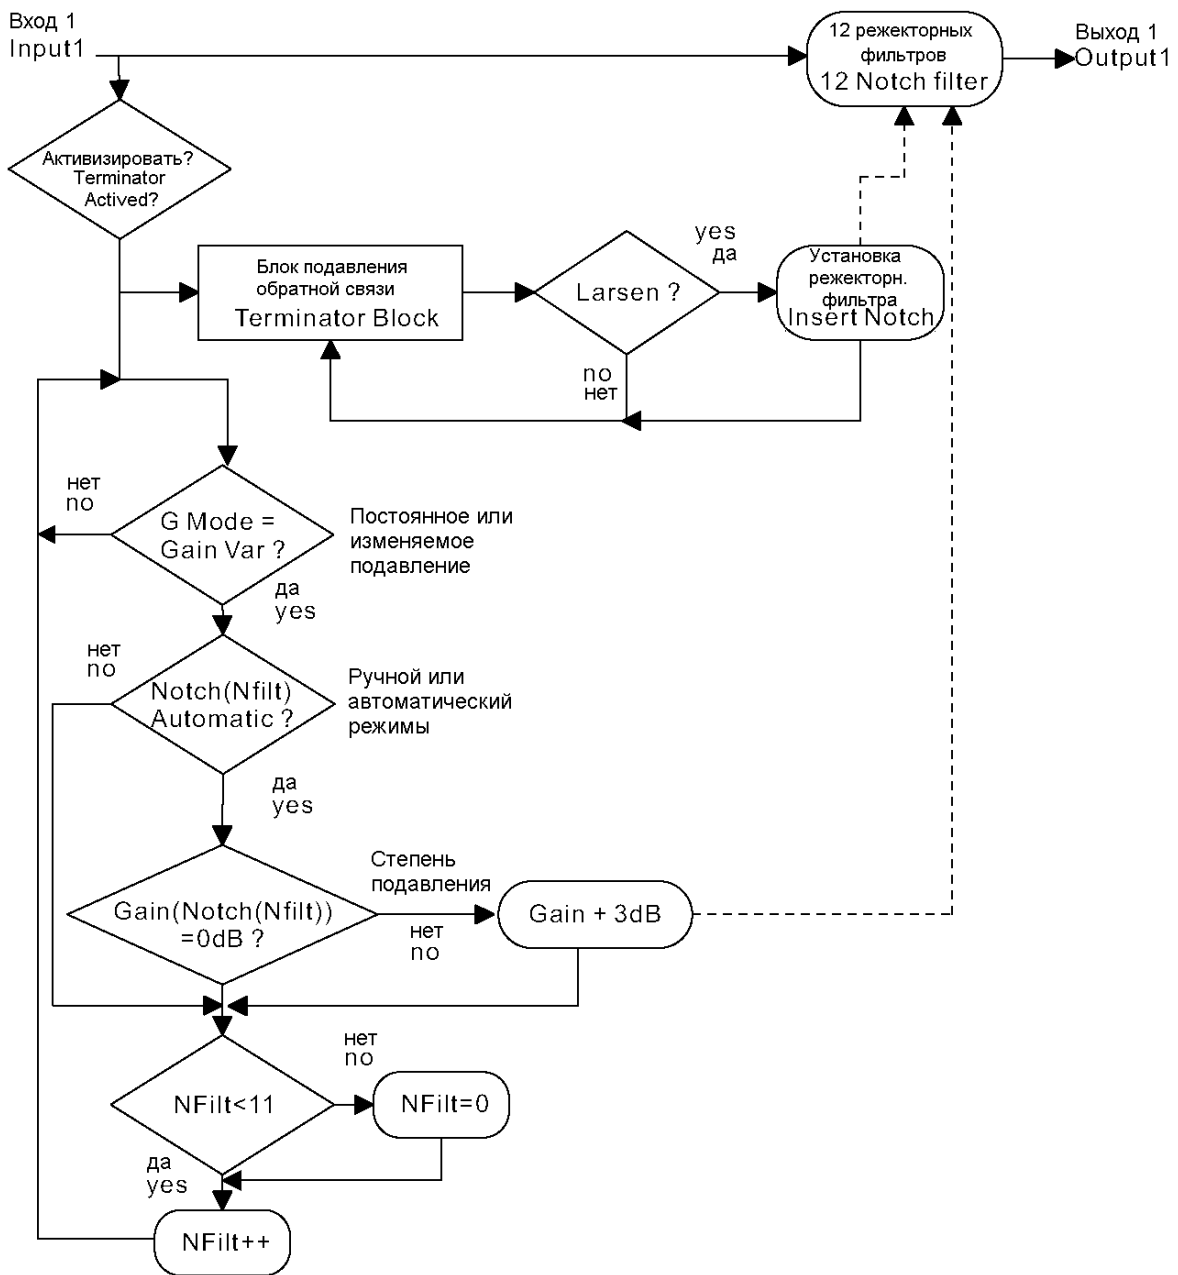 Вход 1
Input1
12 режекторных
фильтров
12 Notch filter
Выход 1
Output1
Активизировать?
Terminator
Actived?
Блок подавления
обратной связи
Terminator Block
Larsen ?
yes
да
Установка
режекторн.
фильтра
Insert Notch
no
нет
нет
no
G Mode =
Gain Var ?
Постоянное или
изменяемое
подавление
да
yes
нет
no
Notch(Nfilt)
Automatic ?
Ручной или
автоматический
режимы
да
yes
Степень
подавления
Gain(Notch(Nfilt))
=0dB ?
нет
no
Gain + 3dB
нет
no
NFilt<11
NFilt=0
да
yes
NFilt++